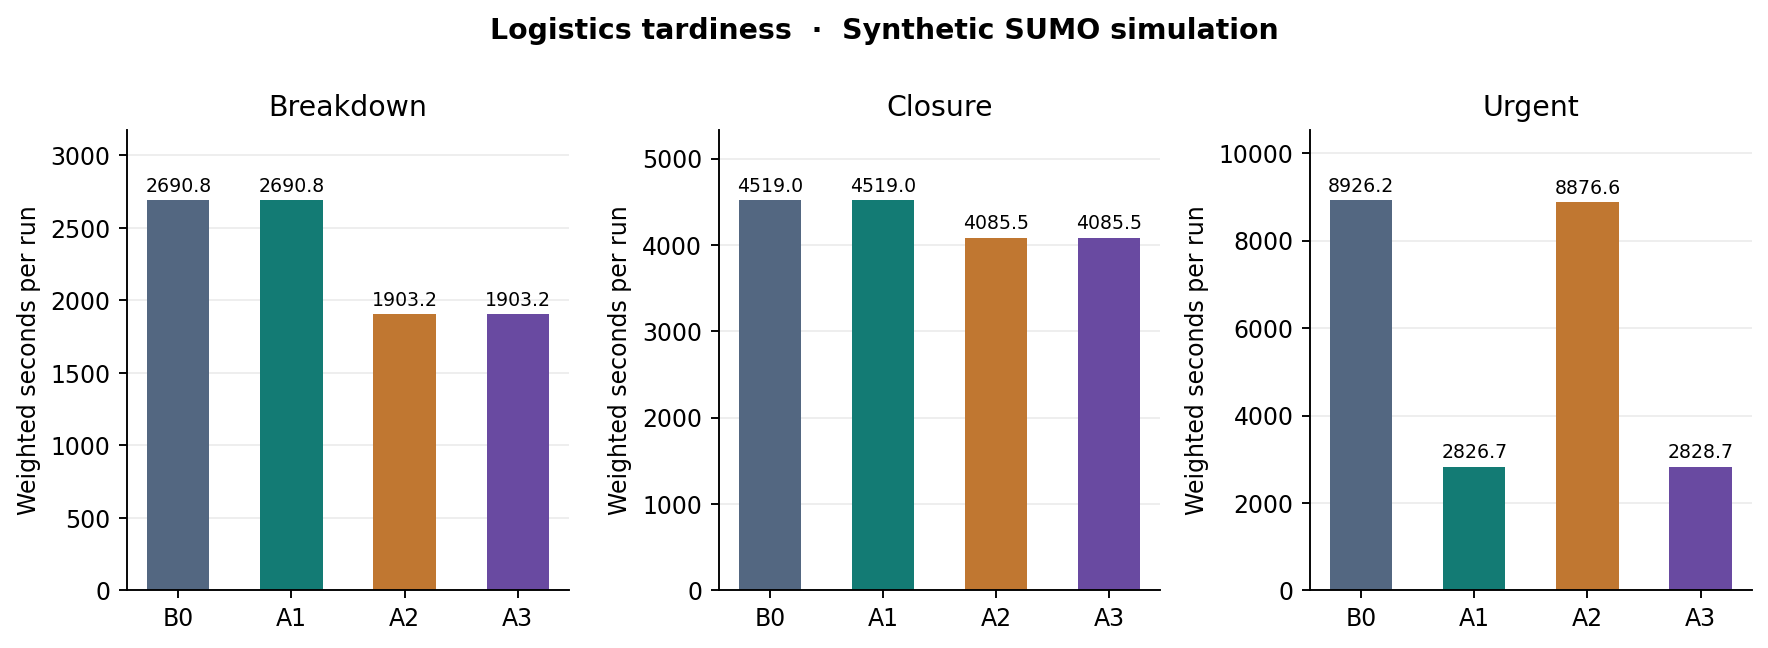 Logistics tardiness · Synthetic SUMO simulation
Breakdown
Weighted seconds per run
3000
2500
2000
1500
1000
500
0
2690.8
2690.8
1903.2
1903.2
B0
A1
A2
A3
Closure
Weighted seconds per run
5000
4000
3000
2000
1000
0
4519.0
4519.0
4085.5
4085.5
B0
A1
A2
A3
Urgent
Weighted seconds per run
10000
8000
6000
4000
2000
0
8926.2
2826.7
8876.6
2828.7
B0
A1
A2
A3